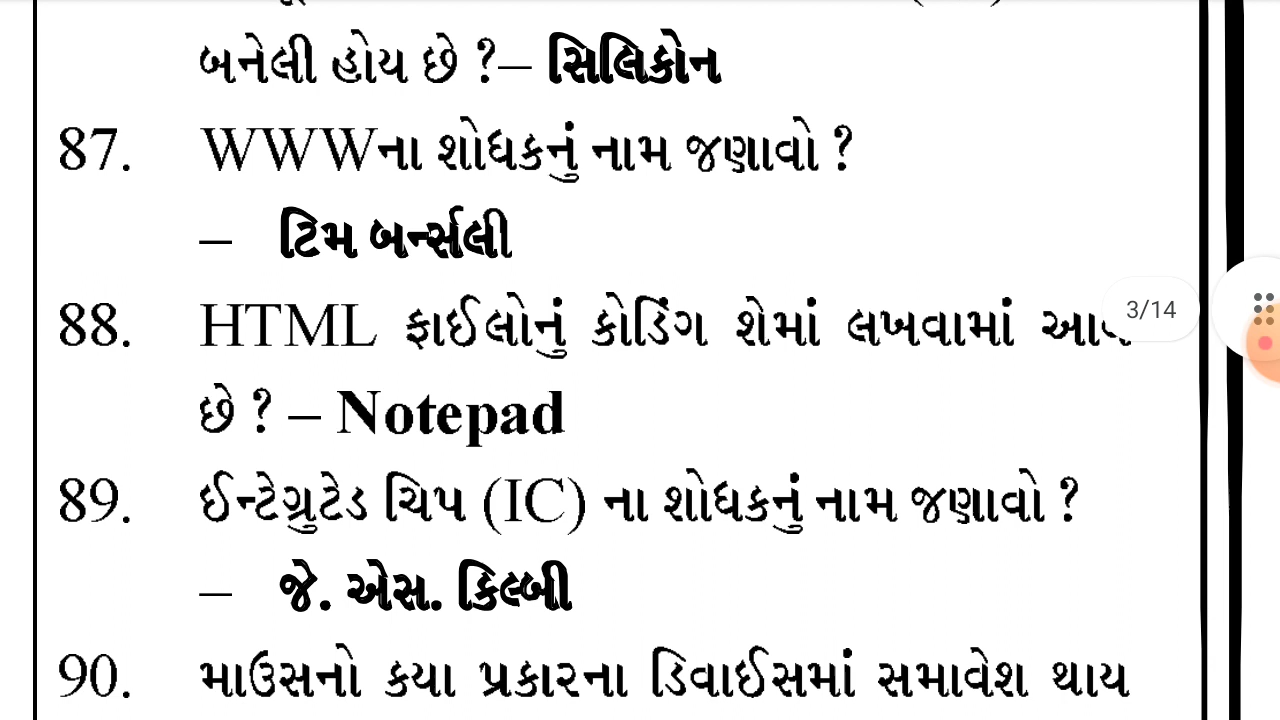 બનેલી હોય છે ?– સિલિકોન
87. WWWના શોધકનું નામ જણાવો ?
– ટિમ બર્ન્સલી
88. HTML ફાઈલોનું કોડિંગ શેમાં લખવામાં
3/14
છે ? – Notepad
89. ઈન્ટેગ્રુટેડ ચિપ (IC) ના શોધકનું નામ જણાવો ?
– જે. એસ. કિલ્બી
90. માઉસનો કયા પ્રકારના ડિવાઈસમાં સમાવેશ થાય